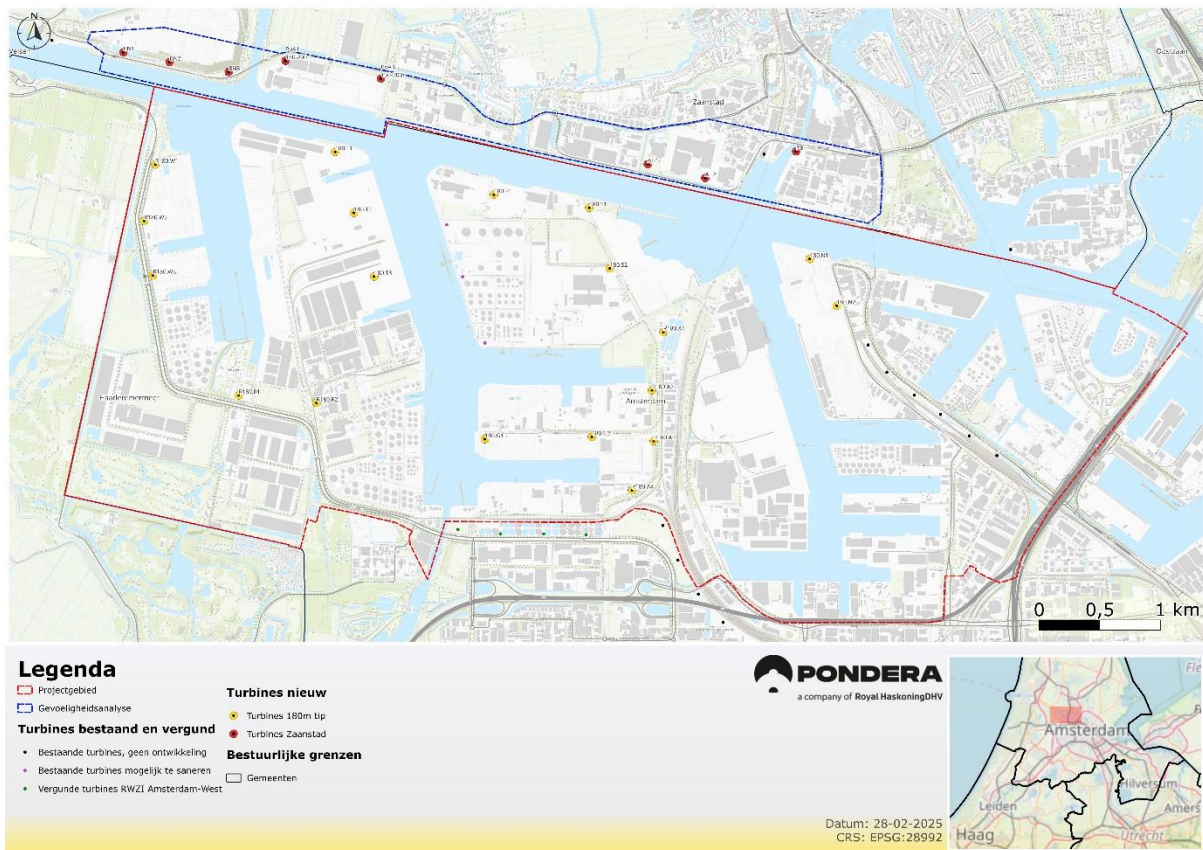 N
Velsen
Oostzaan
Zaanstad
Haarlemmermeer
Amsterdam
0 0,5 1 km
Legenda
Projectgebied
Gevoeligheidsanalyse
Turbines bestaand en vergund
Bestaande turbines, geen ontwikkeling
Bestaande turbines mogelijk te saneren
Vergunde turbines RWZI Amsterdam-West
Turbines nieuw
Turbines 180m tip
Turbines Zaanstad
Bestuurlijke grenzen
Gemeenten
PONDERA
a company of Royal HaskoningDHV
Datum: 28-02-2025
CRS: EPSG:28992
Amsterdam
Hilversum
Leiden
Amers
Haag
Utrecht